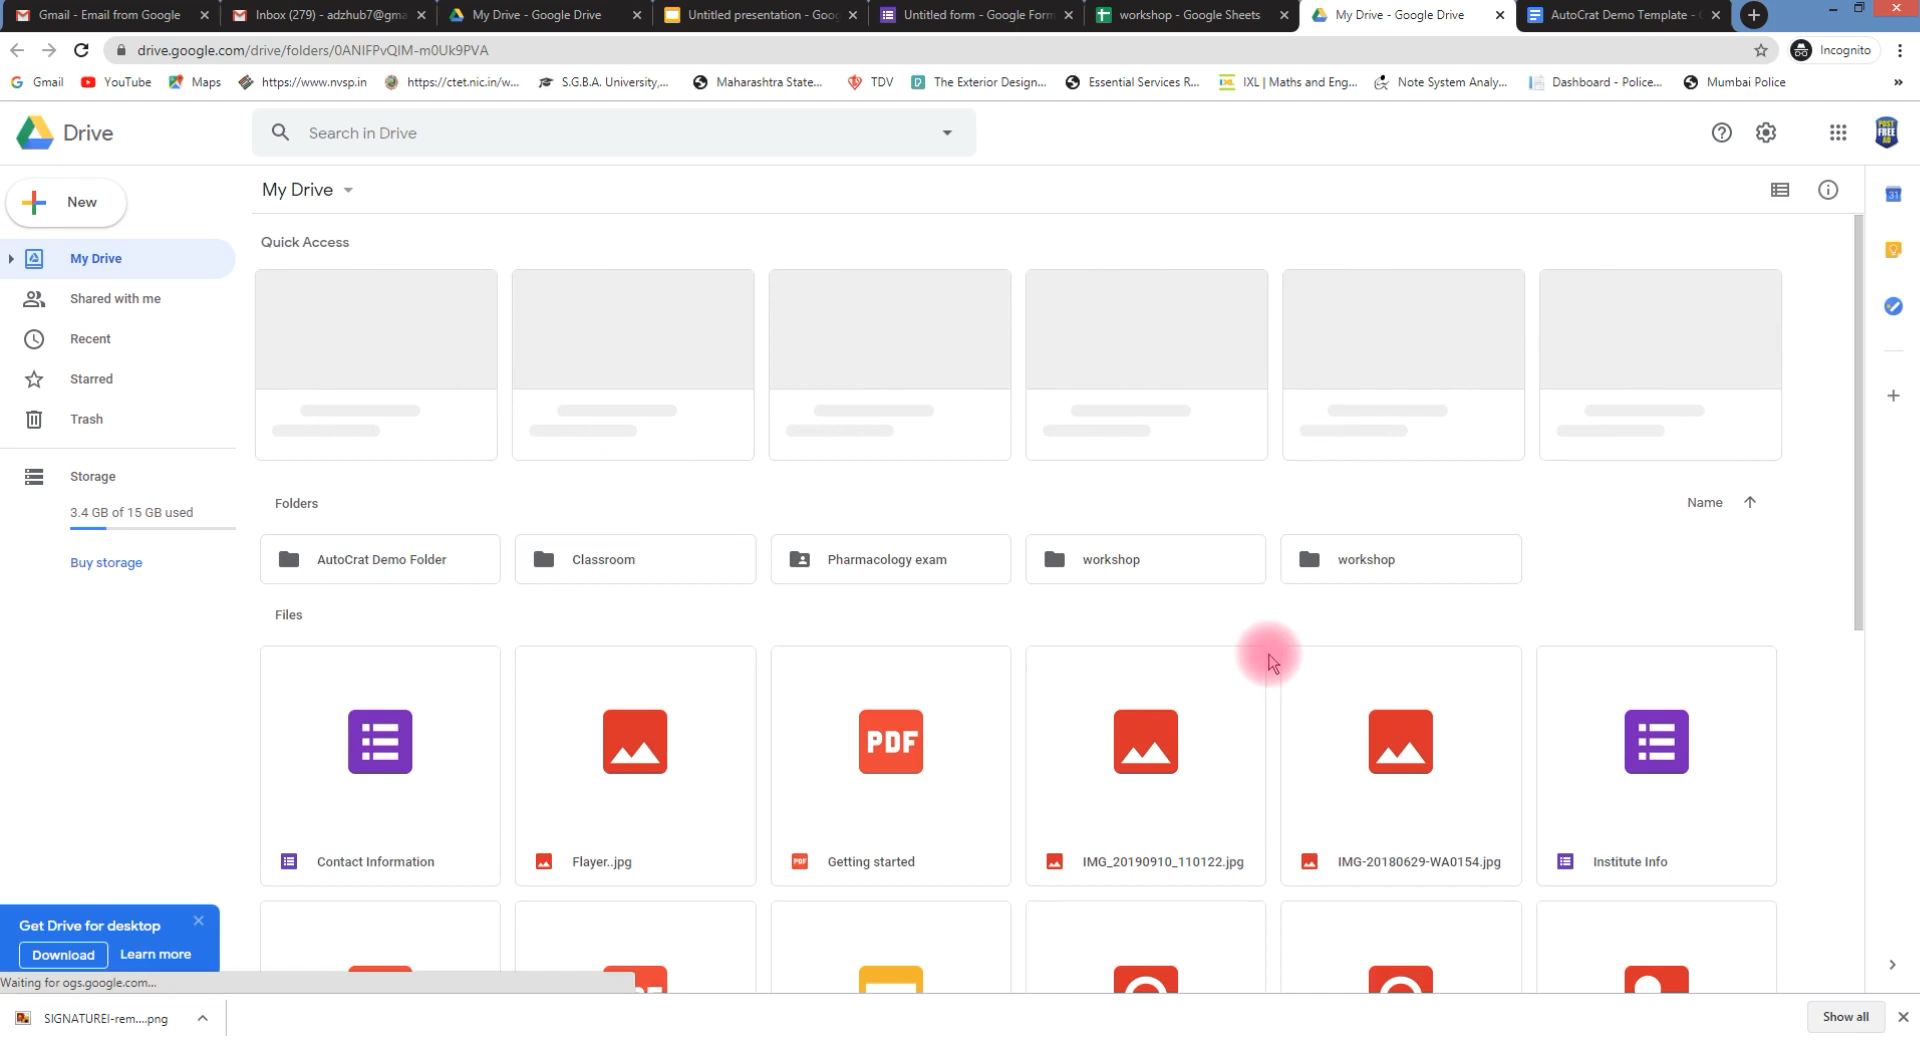 Gmail - Email from Google
Inbox (279) - adzhub7@gma
My Drive - Google Drive
Untitled presentation - Goog
Untitled form - Google Form
workshop - Google Sheets
My Drive - Google Drive
AutoCrat Demo Template -
drive.google.com/drive/folders/0ANIFPvQIM-m0Uk9PVA
Incognito
Gmail
YouTube
Maps
https://www.nvsp.in
https://ctet.nic.in/w...
S.G.B.A. University,...
Maharashtra State...
TDV
The Exterior Design...
Essential Services R...
IXL | Maths and Eng...
Note System Analy...
Dashboard - Police...
Mumbai Police
»
Drive
Search in Drive
POST FREE AD
New
My Drive
31
Quick Access
My Drive
Shared with me
Recent
Starred
Trash
Storage
3.4 GB of 15 GB used
Buy storage
Folders
Name
AutoCrat Demo Folder
Classroom
Pharmacology exam
workshop
workshop
Files
PDF
Contact Information
Flayer..jpg
PDF
Getting started
IMG_20190910_110122.jpg
IMG-20180629-WA0154.jpg
Institute Info
Get Drive for desktop
Download
Learn more
Waiting for ogs.google.com...
SIGNATUREI-rem....png
Show all